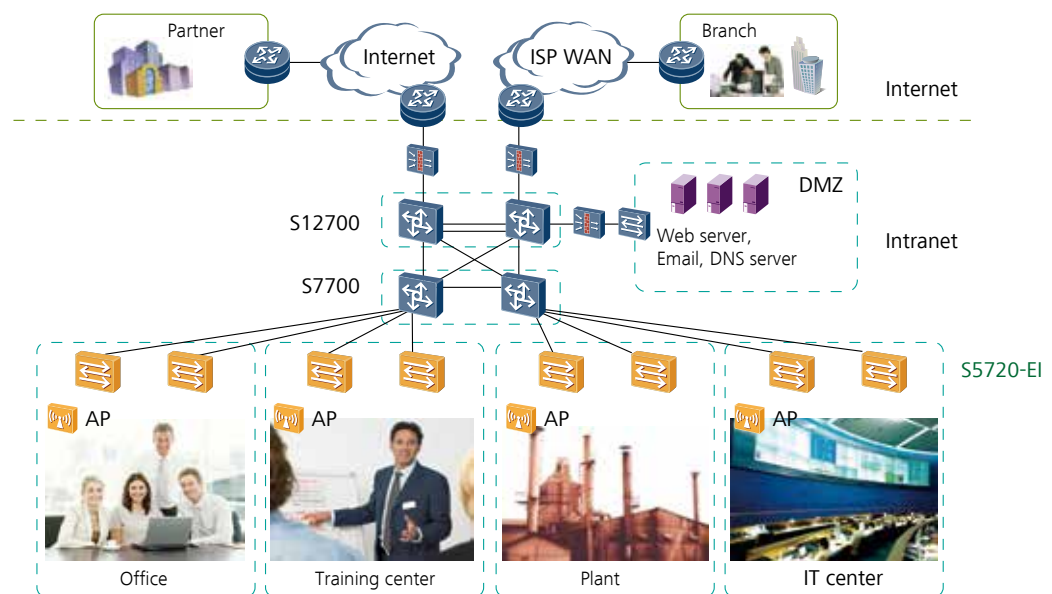 Partner
Internet
ISP WAN
Branch
Internet
DMZ
S12700
Web server,
Email, DNS server
Intranet
S7700
S5720-EI
AP
AP
AP
AP
Office
Training center
Plant
IT center